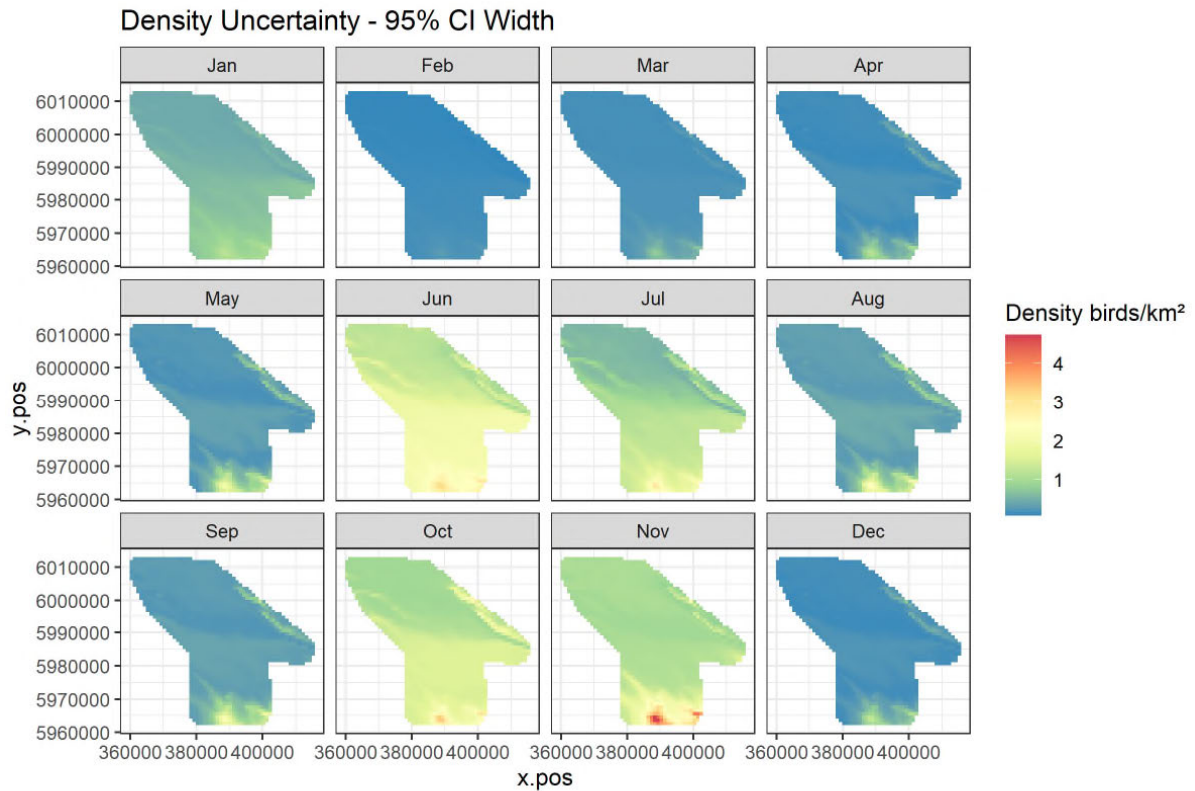 Density Uncertainty - 95% CI Width
Jan Feb Mar Apr
6010000
6000000
5990000
5980000
5970000
5960000
May Jun Jul Aug
6010000
6000000
5990000
5980000
5970000
5960000
Sep Oct Nov Dec
6010000
6000000
5990000
5980000
5970000
5960000
360000 380000 400000 360000 380000 400000 360000 380000 400000 360000 380000 400000
x.pos
y.pos
Density birds/km²
4
3
2
1